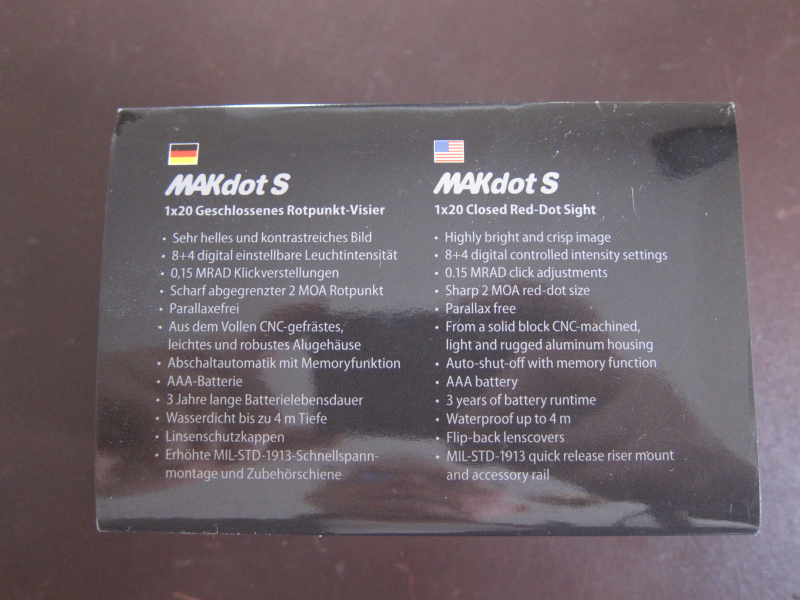 MAKdot S
1x20 Geschlossenes Rotpunkt-Visier
• Sehr helles und kontrastreiches Bild
• 8+4 digital einstellbare Leuchtintensität
• 0,15 MRAD Klickverstellungen
• Scharf abgegrenzter 2 MOA Rotpunkt
• Parallaxefrei
• Aus dem Vollen CNC-gefrästes,
leichtes und robustes Alugehäuse
• Abschaltautomatik mit Memoryfunktion
• AAA-Batterie
• 3 Jahre lange Batterielebensdauer
• Wasserdicht bis zu 4 m Tiefe
• Linsenschutzkappen
• Erhöhte MIL-STD-1913-Schnellspann-
montage und Zubehörschiene
MAKdot S
1x20 Closed Red-Dot Sight
• Highly bright and crisp image
• 8+4 digital controlled intensity settings
• 0.15 MRAD click adjustments
• Sharp 2 MOA red-dot size
• Parallax free
• From a solid block CNC-machined,
light and rugged aluminum housing
• Auto-shut-off with memory function
• AAA battery
• 3 years of battery runtime
• Waterproof up to 4 m
• Flip-back lenscovers
• MIL-STD-1913 quick release riser mount
and accessory rail